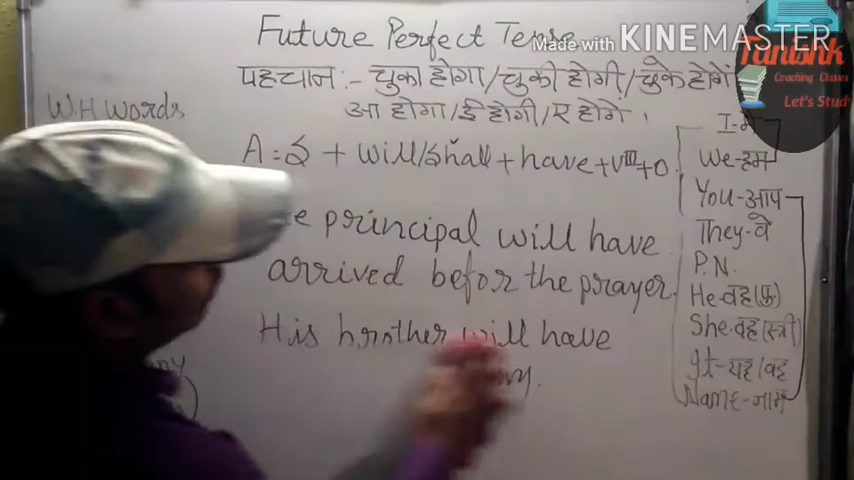 Future Perfect Tense
Made with KINEMASTER
Tanishk
Coaching Classes
Let's Stud
पहचान :- चुका होगा / चुकी होगी / चुके होगें
आ होगा / ई होगी / ए होगें ।
W.H words
A = S + will/shall + have + VIII + O
principal will have
arrived befor the prayer.
His brother will have
I - मैं
We - हम
You - आप
They - वे
P.N.
He - वह (पु.)
She - वह (स्त्री)
It - यह / वह
Name - नाम